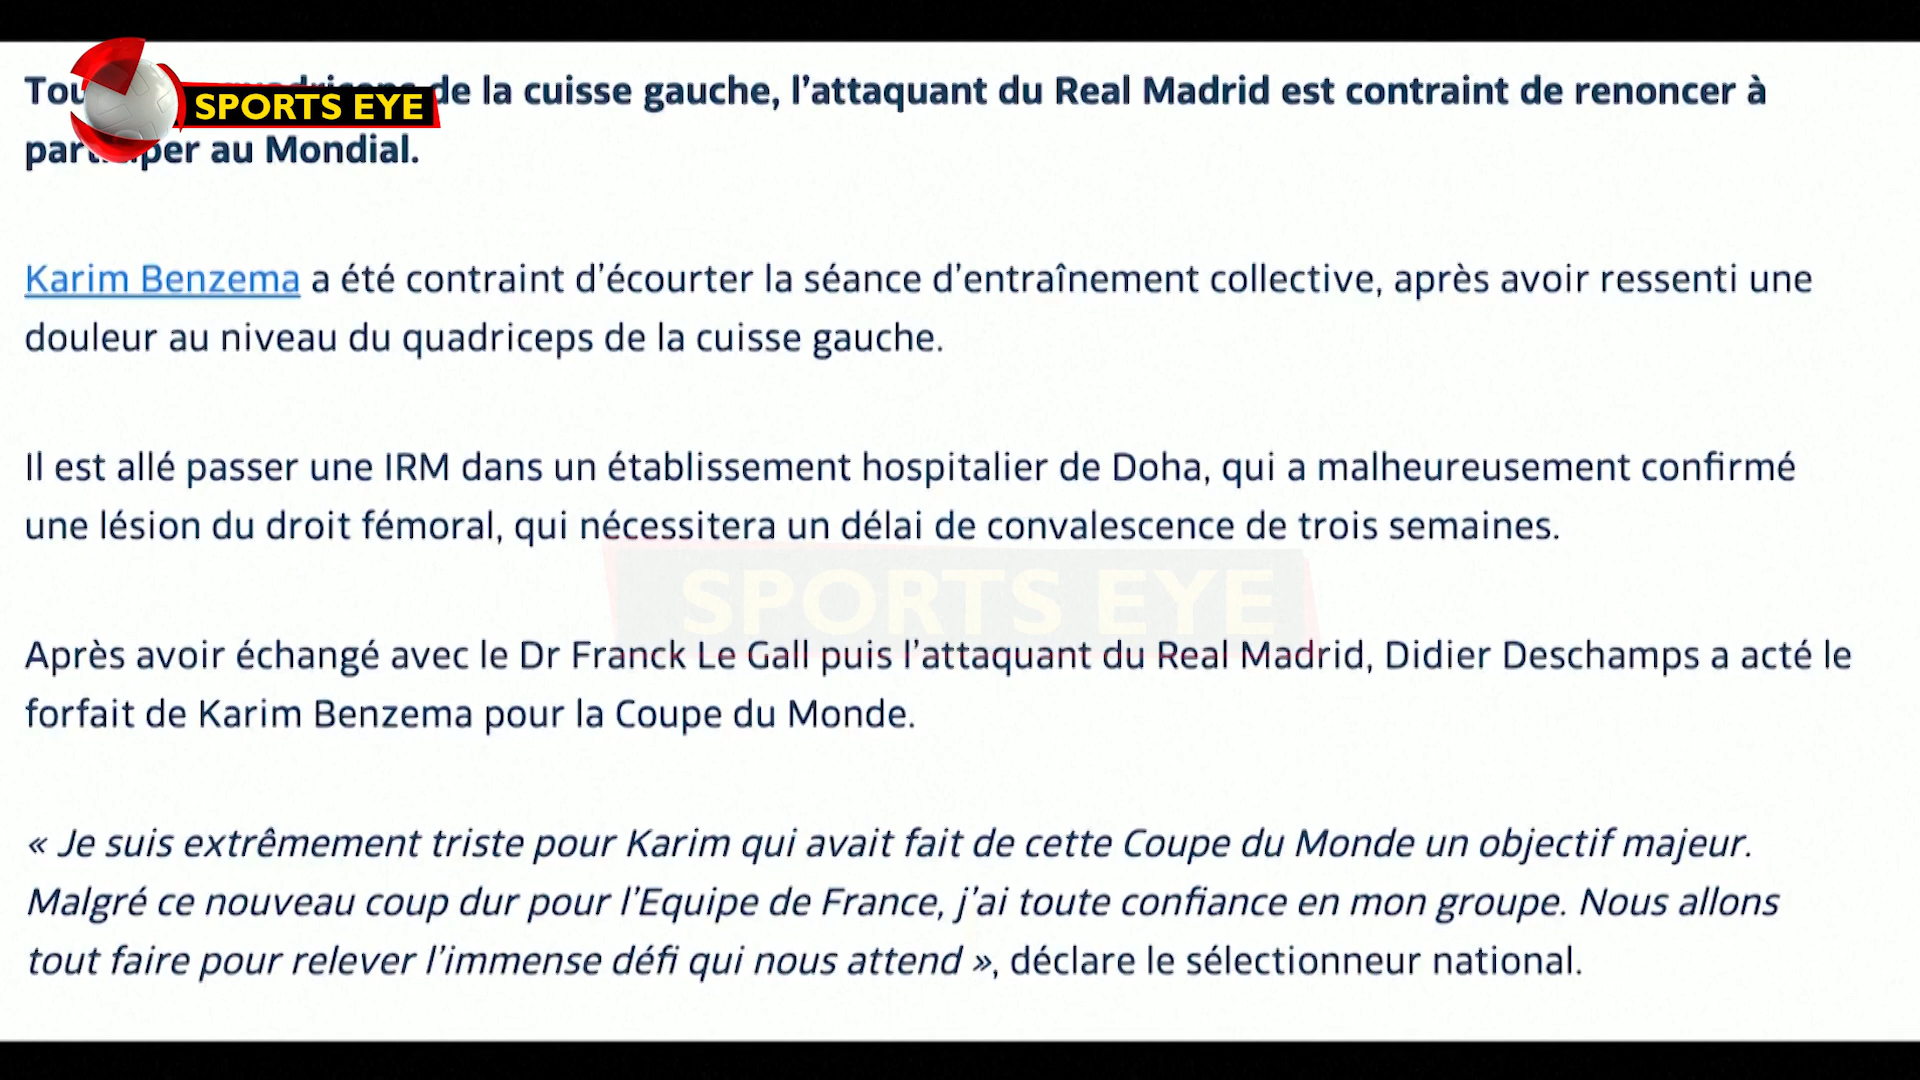 SPORTS EYE
de la cuisse gauche, l’attaquant du Real Madrid est contraint de renoncer à
au Mondial.
Karim Benzema a été contraint d’écourter la séance d’entraînement collective, après avoir ressenti une
douleur au niveau du quadriceps de la cuisse gauche.
Il est allé passer une IRM dans un établissement hospitalier de Doha, qui a malheureusement confirmé
une lésion du droit fémoral, qui nécessitera un délai de convalescence de trois semaines.
SPORTS EYE
Après avoir échangé avec le Dr Franck Le Gall puis l’attaquant du Real Madrid, Didier Deschamps a acté le
forfait de Karim Benzema pour la Coupe du Monde.
« Je suis extrêmement triste pour Karim qui avait fait de cette Coupe du Monde un objectif majeur.
Malgré ce nouveau coup dur pour l’Equipe de France, j’ai toute confiance en mon groupe. Nous allons
tout faire pour relever l’immense défi qui nous attend », déclare le sélectionneur national.